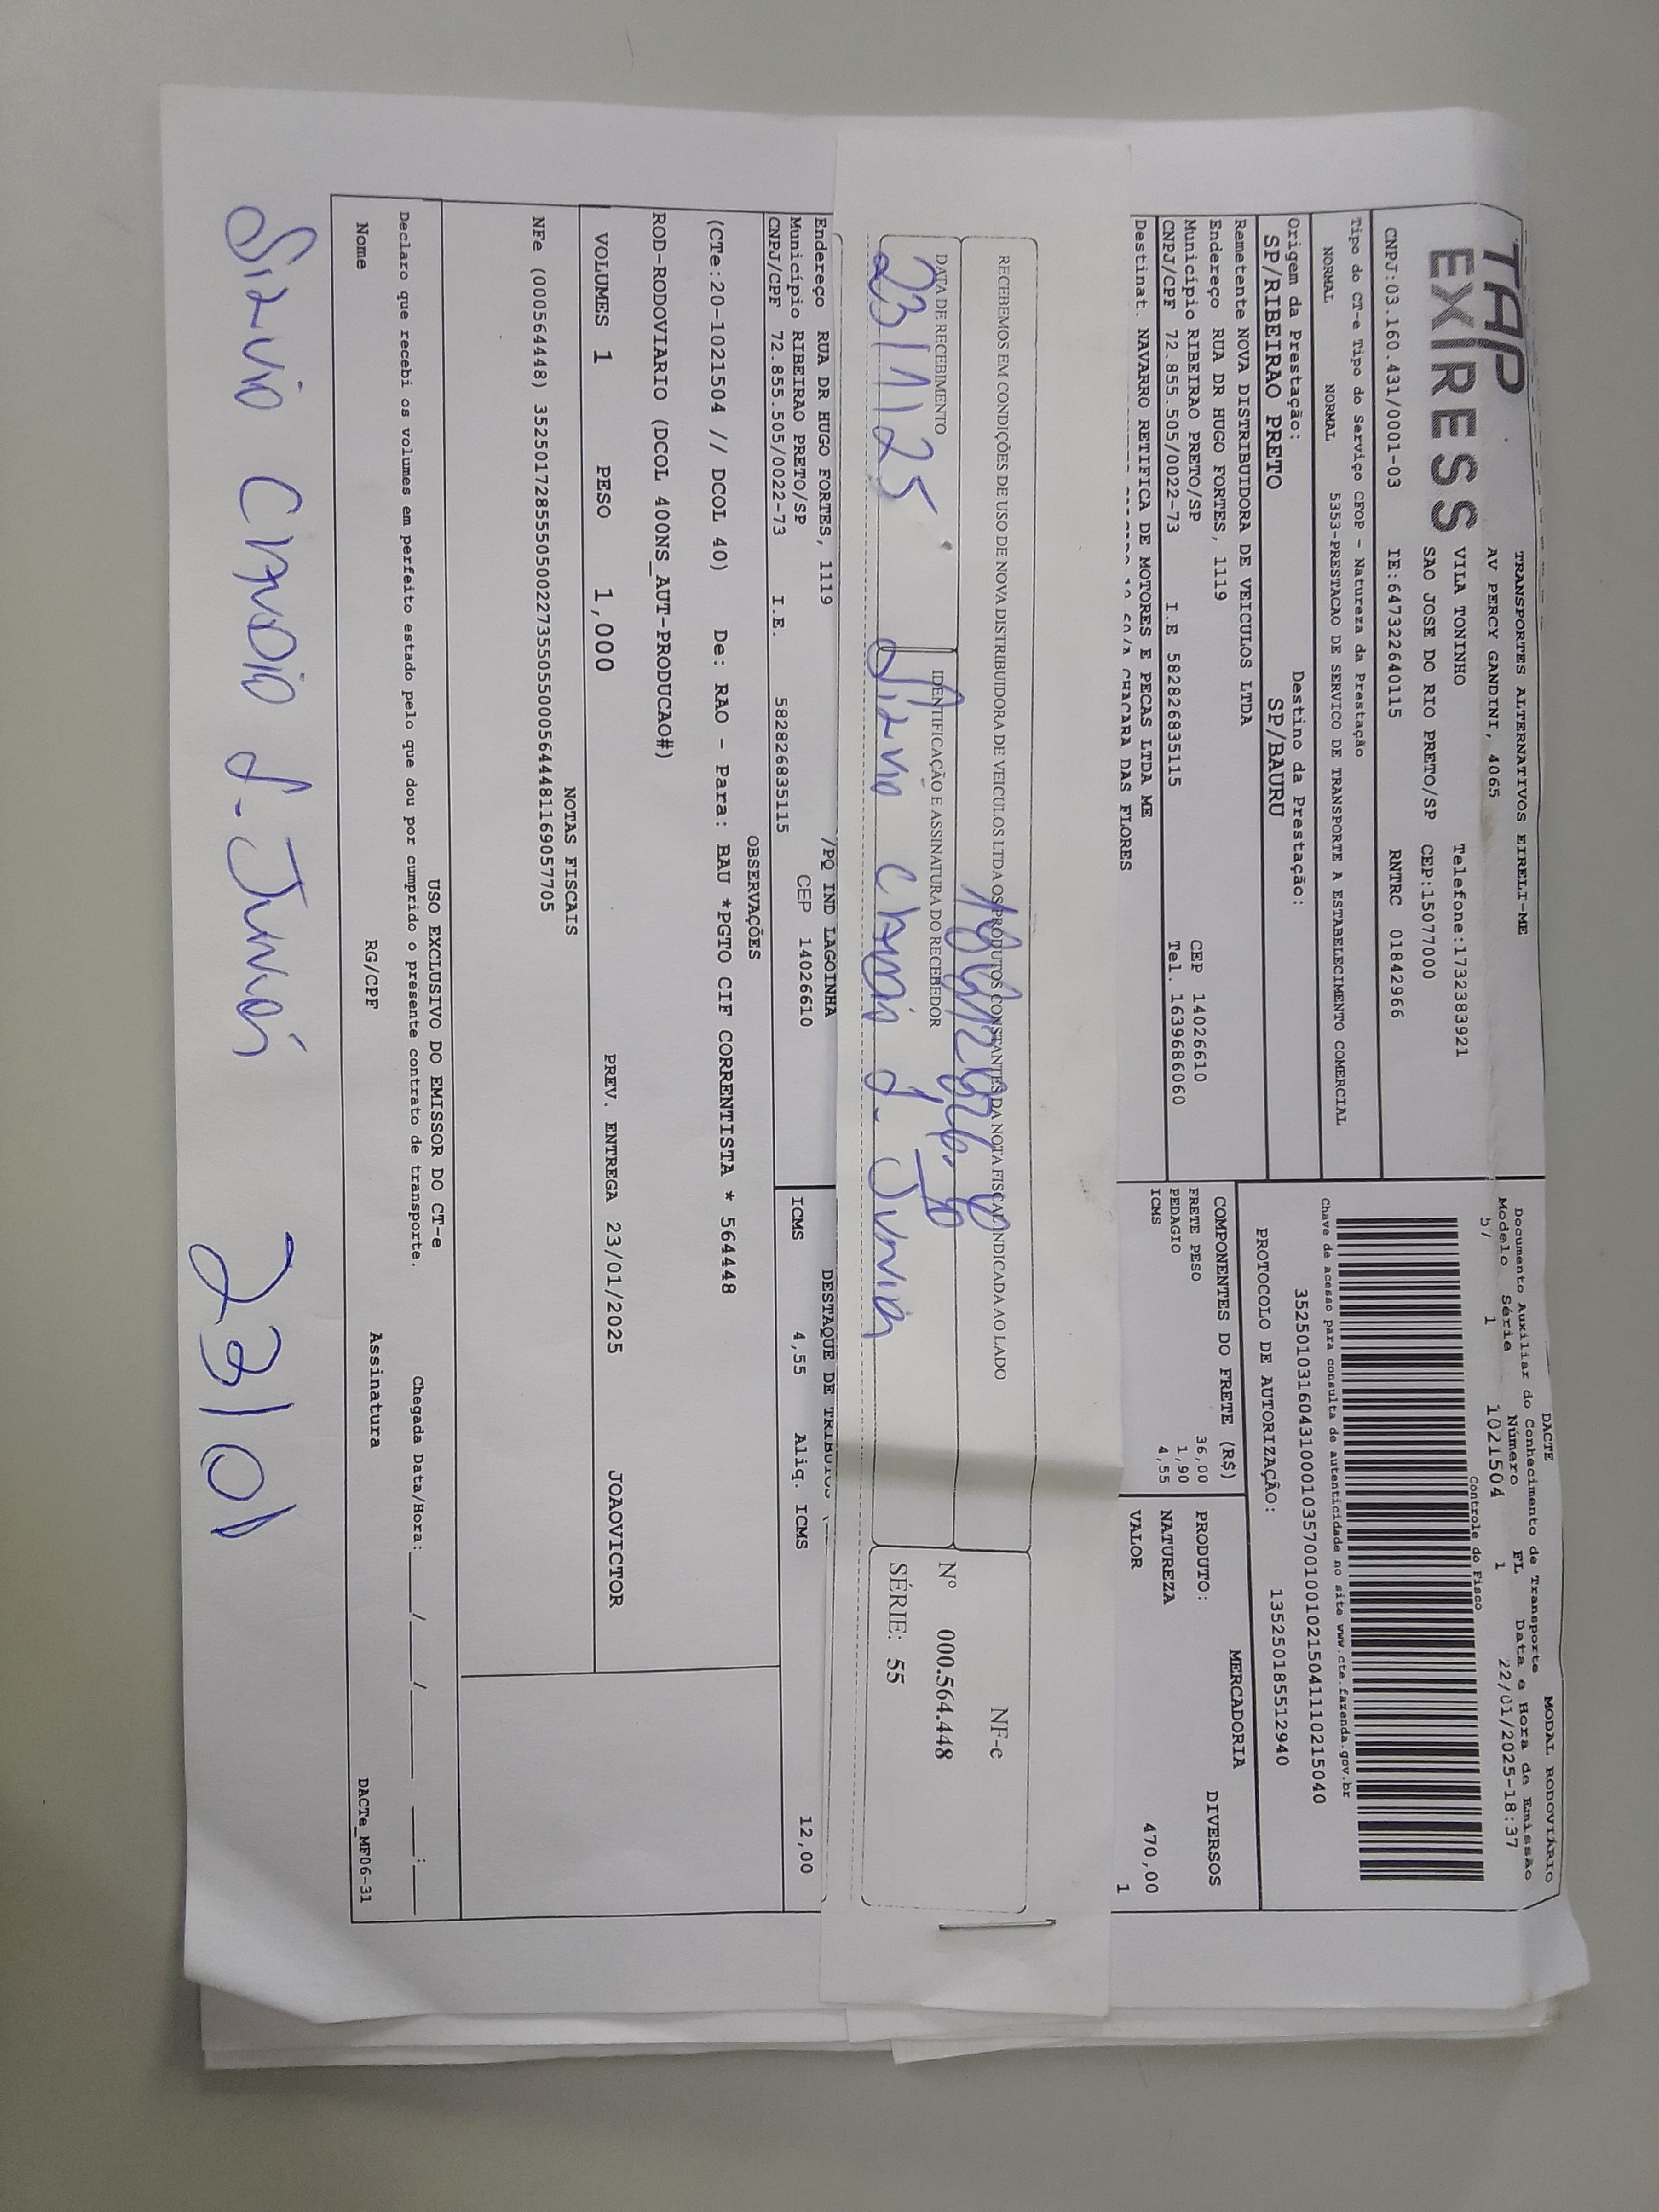 TAP
EXPRESS
TRANSPORTES ALTERNATIVOS EIRELI-ME
AV PERCY GANDINI, 4065
VILA TONINHO Telefone:1732383921
SAO JOSE DO RIO PRETO/SP CEP:15077000
CNPJ:03.160.431/0001-03 IE:647322640115 RNTRC 01842966
DACTE MODAL RODOVIÁRIO
Documento Auxiliar do Conhecimento de Transporte
Modelo Série Número FL Data e Hora de Emissão
57 1 1021504 1 22/01/2025-18:37
Controle do Fisco
Chave de acesso para consulta de autenticidade no site www.cte.fazenda.gov.br
35250103160431000103570010010215041110215040
PROTOCOLO DE AUTORIZAÇÃO: 135250185512940
Tipo do CT-e Tipo do Serviço CFOP - Natureza da Prestação
NORMAL NORMAL 5353-PRESTACAO DE SERVICO DE TRANSPORTE A ESTABELECIMENTO COMERCIAL
Origem da Prestação: Destino da Prestação:
SP/RIBEIRAO PRETO SP/BAURU
Remetente NOVA DISTRIBUIDORA DE VEICULOS LTDA
Endereço RUA DR HUGO FORTES, 1119
Município RIBEIRAO PRETO/SP CEP 14026610
CNPJ/CPF 72.855.505/0022-73 I.E 582826835115 Tel. 1639686060
Destinat. NAVARRO RETIFICA DE MOTORES E PECAS LTDA ME
CHACARA DAS FLORES
COMPONENTES DO FRETE (R$)
FRETE PESO 36,00
PEDAGIO 1,90
ICMS 4,55
MERCADORIA
PRODUTO: DIVERSOS
NATUREZA
VALOR 470,00
1
RECEBEMOS EM CONDIÇÕES DE USO DE NOVA DISTRIBUIDORA DE VEICULOS LTDA OS PRODUTOS CONSTANTES DA NOTA FISCAL INDICADA AO LADO
DATA DE RECEBIMENTO IDENTIFICAÇÃO E ASSINATURA DO RECEBEDOR
23/1/25 Silvio Claudio d. Junior
NF-e
Nº 000.564.448
SÉRIE: 55
Endereço RUA DR HUGO FORTES, 1119 /PQ IND LAGOINHA
Município RIBEIRAO PRETO/SP CEP 14026610
CNPJ/CPF 72.855.505/0022-73 I.E. 582826835115
DESTAQUE DE TRIBUTOS
ICMS 4,55 Aliq. ICMS 12,00
OBSERVAÇÕES
(CTe:20-1021504 // DCOL 40) De: RAO - Para: BAU *PGTO CIF CORRENTISTA * 564448
ROD-RODOVIARIO (DCOL 400NS_AUT-PRODUCAO#)
VOLUMES 1 PESO 1,000 PREV. ENTREGA 23/01/2025 JOAOVICTOR
NOTAS FISCAIS
NFe (000564448) 35250172855505002273550550005644481169057705
USO EXCLUSIVO DO EMISSOR DO CT-e
Declaro que recebi os volumes em perfeito estado pelo que dou por cumprido o presente contrato de transporte. Chegada Data/Hora:____/____/______ ____:____
Nome RG/CPF Assinatura DACTe_MF06-31
Silvio Claudio d. Junior 23/01